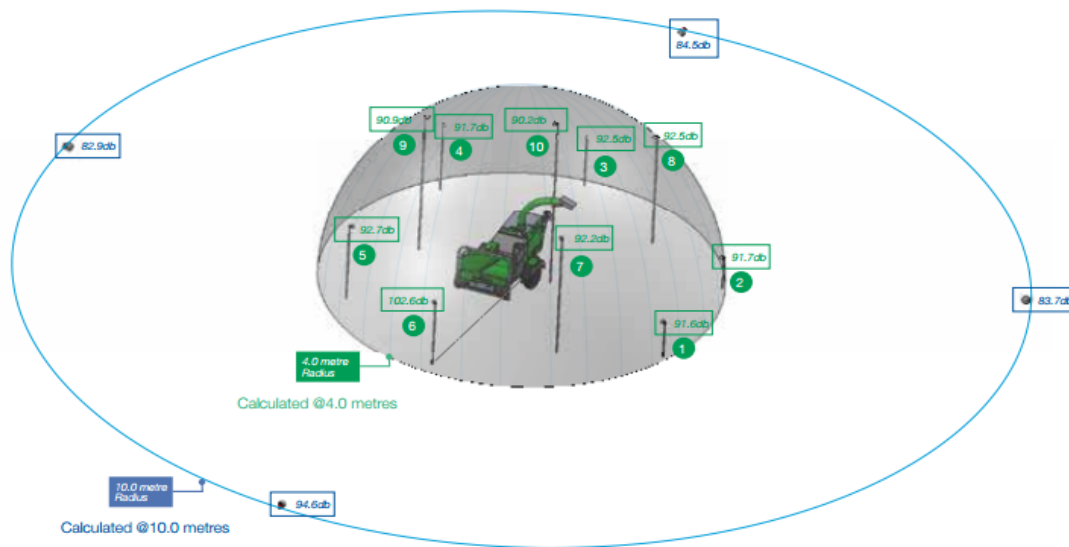 84.5db
90.9db
91.7db
90.2db
92.5db
92.5db
9
4
10
3
8
82.9db
92.7db
92.2db
5
7
91.7db
2
102.6db
6
83.7db
91.6db
1
4.0 metre
Radius
Calculated @4.0 metres
10.0 metre
Radius
94.6db
Calculated @10.0 metres